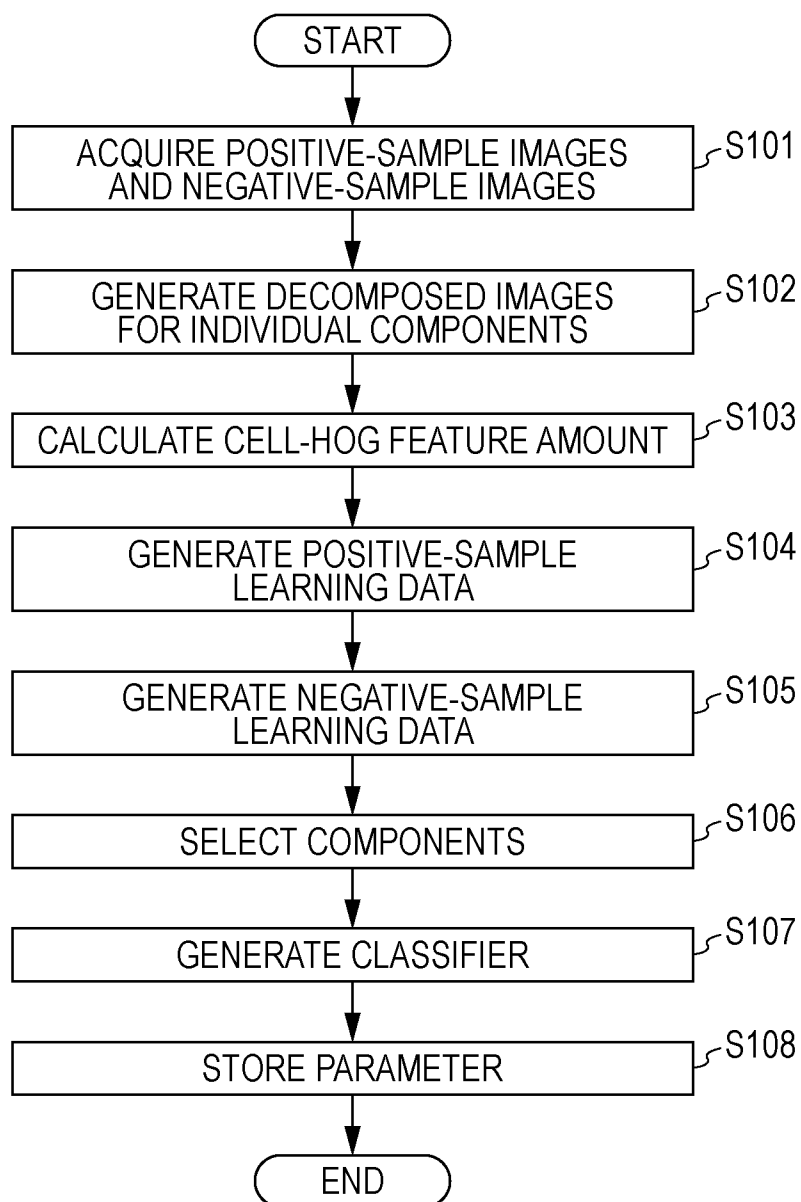 START
ACQUIRE POSITIVE-SAMPLE IMAGES
AND NEGATIVE-SAMPLE IMAGES
S101
GENERATE DECOMPOSED IMAGES
FOR INDIVIDUAL COMPONENTS
S102
CALCULATE CELL-HOG FEATURE AMOUNT
S103
GENERATE POSITIVE-SAMPLE
LEARNING DATA
S104
GENERATE NEGATIVE-SAMPLE
LEARNING DATA
S105
SELECT COMPONENTS
S106
GENERATE CLASSIFIER
S107
STORE PARAMETER
S108
END